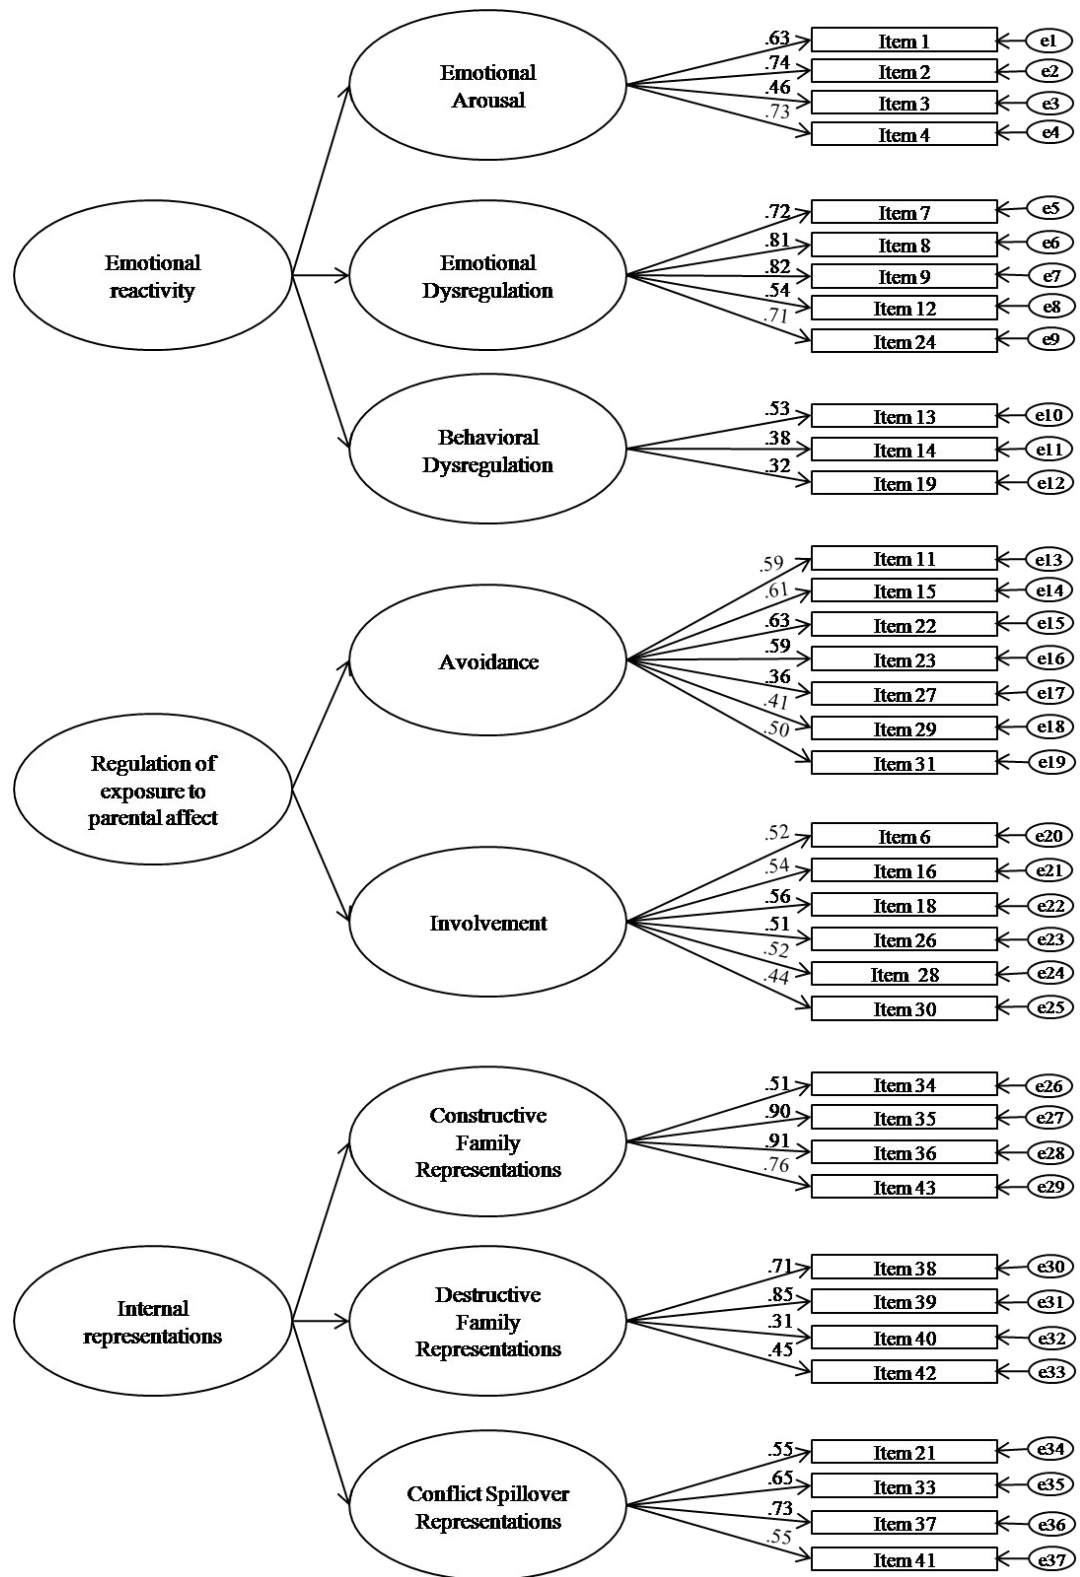 .63
Item 1
e1
Emotional
Arousal
.74
Item 2
e2
.46
Item 3
e3
.73
Item 4
e4
Emotional
reactivity
Emotional
Dysregulation
.72
Item 7
e5
.81
Item 8
e6
.82
Item 9
e7
.54
Item 12
e8
.71
Item 24
e9
Behavioral
Dysregulation
.53
Item 13
e10
.38
Item 14
e11
.32
Item 19
e12
Regulation of
exposure to
parental affect
Avoidance
.59
Item 11
e13
.61
Item 15
e14
.63
Item 22
e15
.59
Item 23
e16
.36
Item 27
e17
.41
Item 29
e18
.50
Item 31
e19
Involvement
.52
Item 6
e20
.54
Item 16
e21
.56
Item 18
e22
.51
Item 26
e23
.52
Item 28
e24
.44
Item 30
e25
Internal
representations
Constructive
Family
Representations
.51
Item 34
e26
.90
Item 35
e27
.91
Item 36
e28
.76
Item 43
e29
Destructive
Family
Representations
.71
Item 38
e30
.85
Item 39
e31
.31
Item 40
e32
.45
Item 42
e33
Conflict Spillover
Representations
.55
Item 21
e34
.65
Item 33
e35
.73
Item 37
e36
.55
Item 41
e37